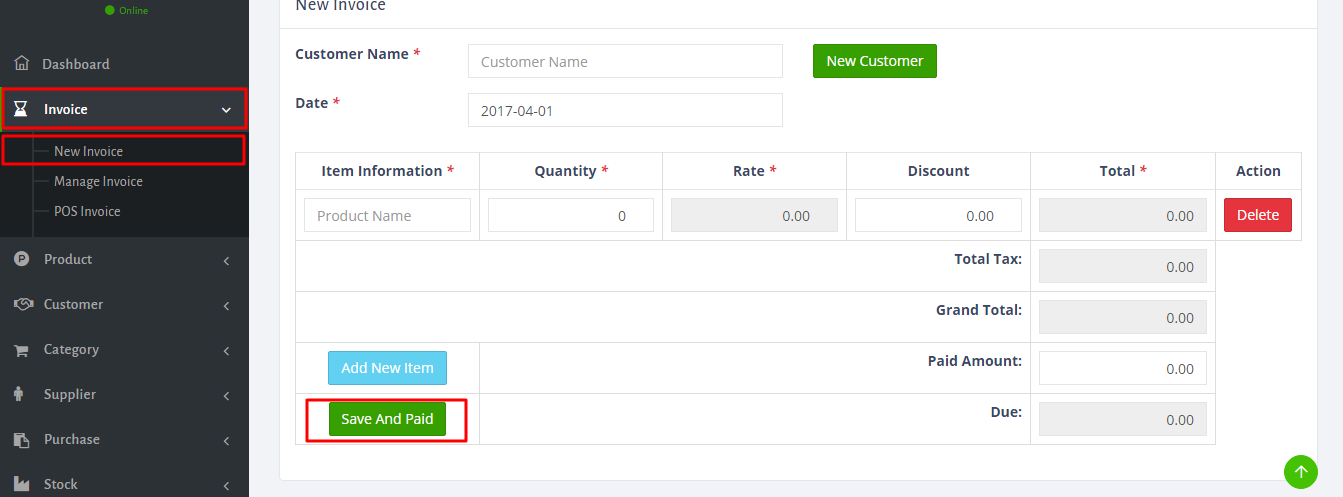 Online
Dashboard
Invoice
New Invoice
Manage Invoice
POS Invoice
Product
Customer
Category
Supplier
Purchase
Stock
New Invoice
Customer Name * Customer Name New Customer
Date * 2017-04-01
Item Information * Quantity * Rate * Discount Total * Action
Product Name 0 0.00 0.00 0.00 Delete
Total Tax: 0.00
Grand Total: 0.00
Add New Item Paid Amount: 0.00
Save And Paid Due: 0.00